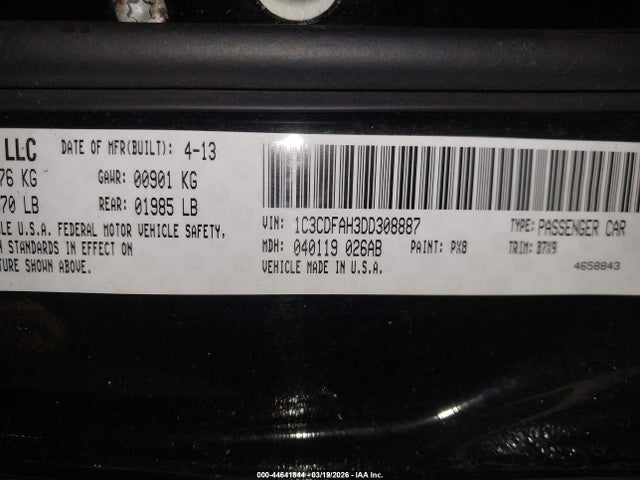 LLC DATE OF MFR(BUILT): 4-13
76 KG GAWR: 00901 KG
70 LB REAR: 01985 LB
LE U.S.A. FEDERAL MOTOR VEHICLE SAFETY,
H STANDARDS IN EFFECT ON
TURE SHOWN ABOVE.
VIN: 1C3CDFAH3DD308887 TYPE: PASSENGER CAR
MDH: 040119 026AB PAINT: PX8 TRIM: B7X9
VEHICLE MADE IN U.S.A. 4658843
000-44641844 - 03/19/2026 - IAA Inc.